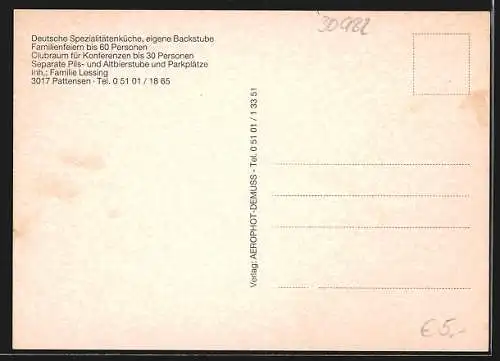 Deutsche Spezialitätenküche, eigene Backstube
Familienfeiern bis 60 Personen
Clubraum für Konferenzen bis 30 Personen
Separate Pils- und Altbierstube und Parkplätze
Inh.: Familie Lessing
3017 Pattensen · Tel. 0 51 01 / 18 65
30982
Verlag: AEROPHOT-DEMUSS - Tel. 0 51 01 / 1 33 51
€ 5,-